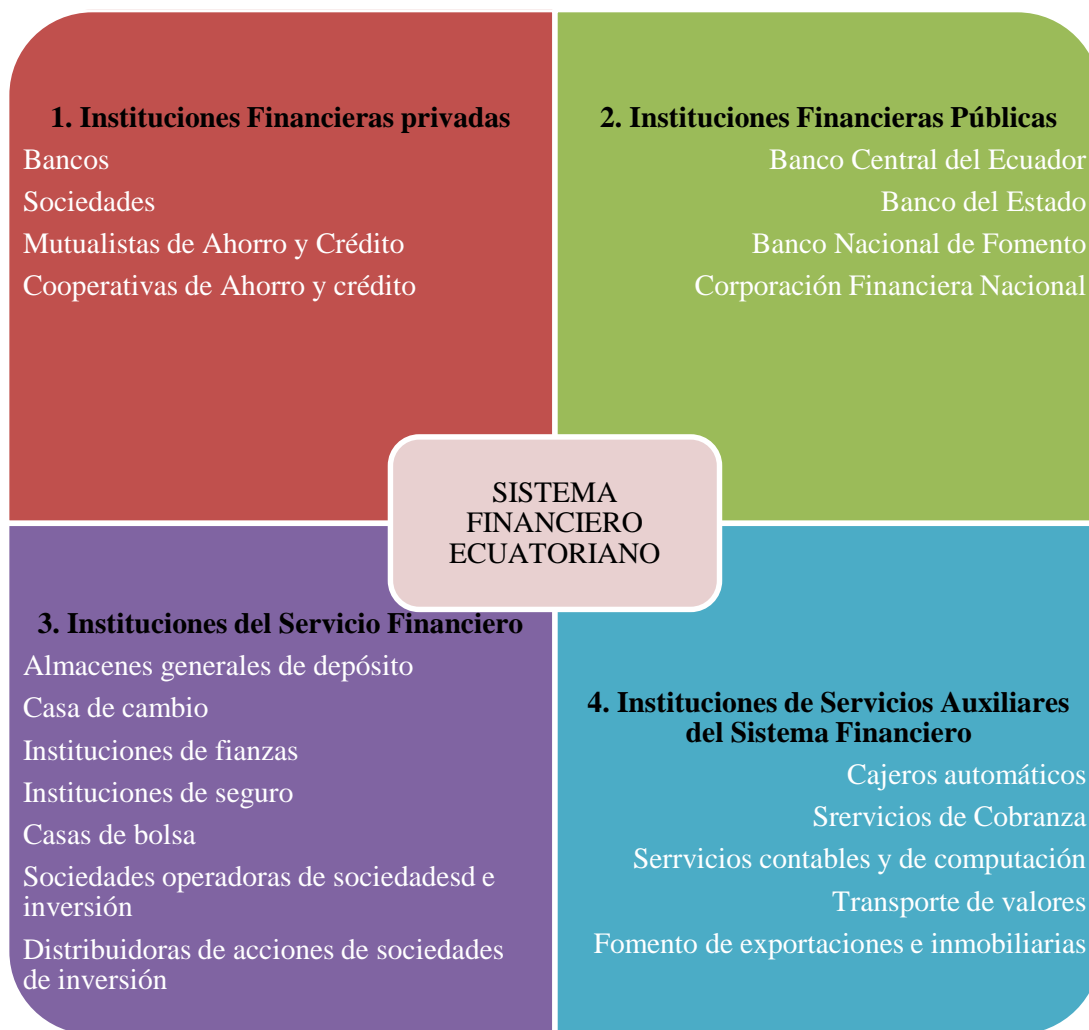 1. Instituciones Financieras privadas
Bancos
Sociedades
Mutualistas de Ahorro y Crédito
Cooperativas de Ahorro y crédito
2. Instituciones Financieras Públicas
Banco Central del Ecuador
Banco del Estado
Banco Nacional de Fomento
Corporación Financiera Nacional
SISTEMA
FINANCIERO
ECUATORIANO
3. Instituciones del Servicio Financiero
Almacenes generales de depósito
Casa de cambio
Instituciones de fianzas
Instituciones de seguro
Casas de bolsa
Sociedades operadoras de sociedadesd e
inversión
Distribuidoras de acciones de sociedades
de inversión
4. Instituciones de Servicios Auxiliares
del Sistema Financiero
Cajeros automáticos
Srervicios de Cobranza
Serrvicios contables y de computación
Transporte de valores
Fomento de exportaciones e inmobiliarias